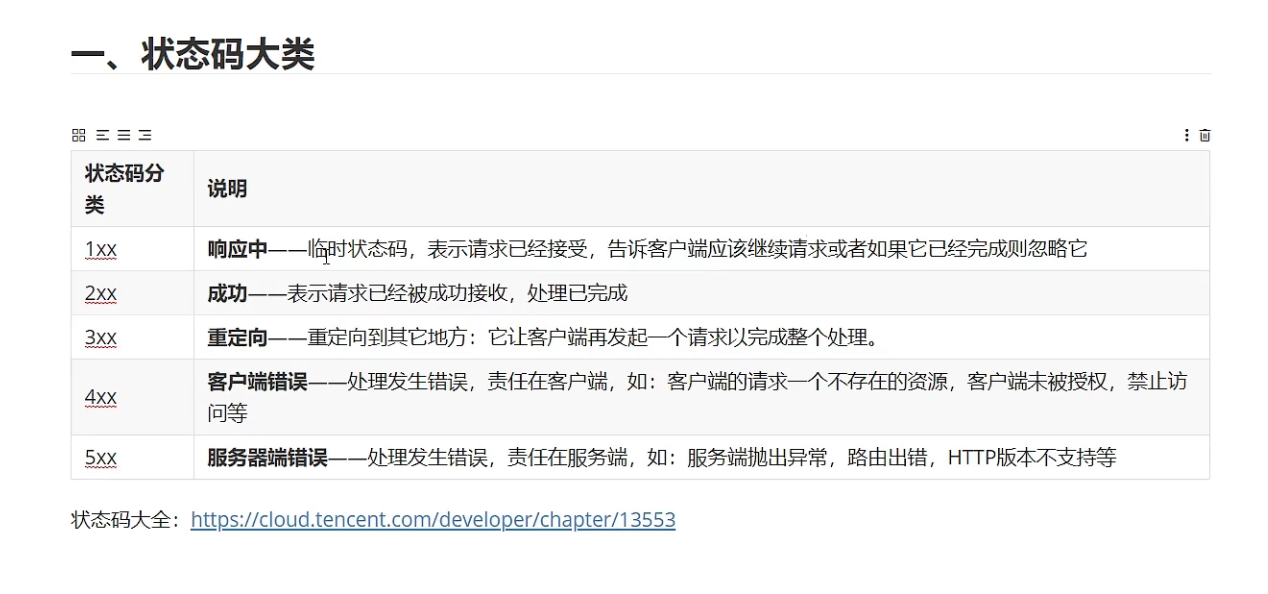 一、状态码大类
状态码分
类
说明
1xx
响应中——临时状态码，表示请求已经接受，告诉客户端应该继续请求或者如果它已经完成则忽略它
2xx
成功——表示请求已经被成功接收，处理已完成
3xx
重定向——重定向到其它地方：它让客户端再发起一个请求以完成整个处理。
4xx
客户端错误——处理发生错误，责任在客户端，如：客户端的请求一个不存在的资源，客户端未被授权，禁止访
问等
5xx
服务器端错误——处理发生错误，责任在服务端，如：服务端抛出异常，路由出错，HTTP版本不支持等
状态码大全：https://cloud.tencent.com/developer/chapter/13553